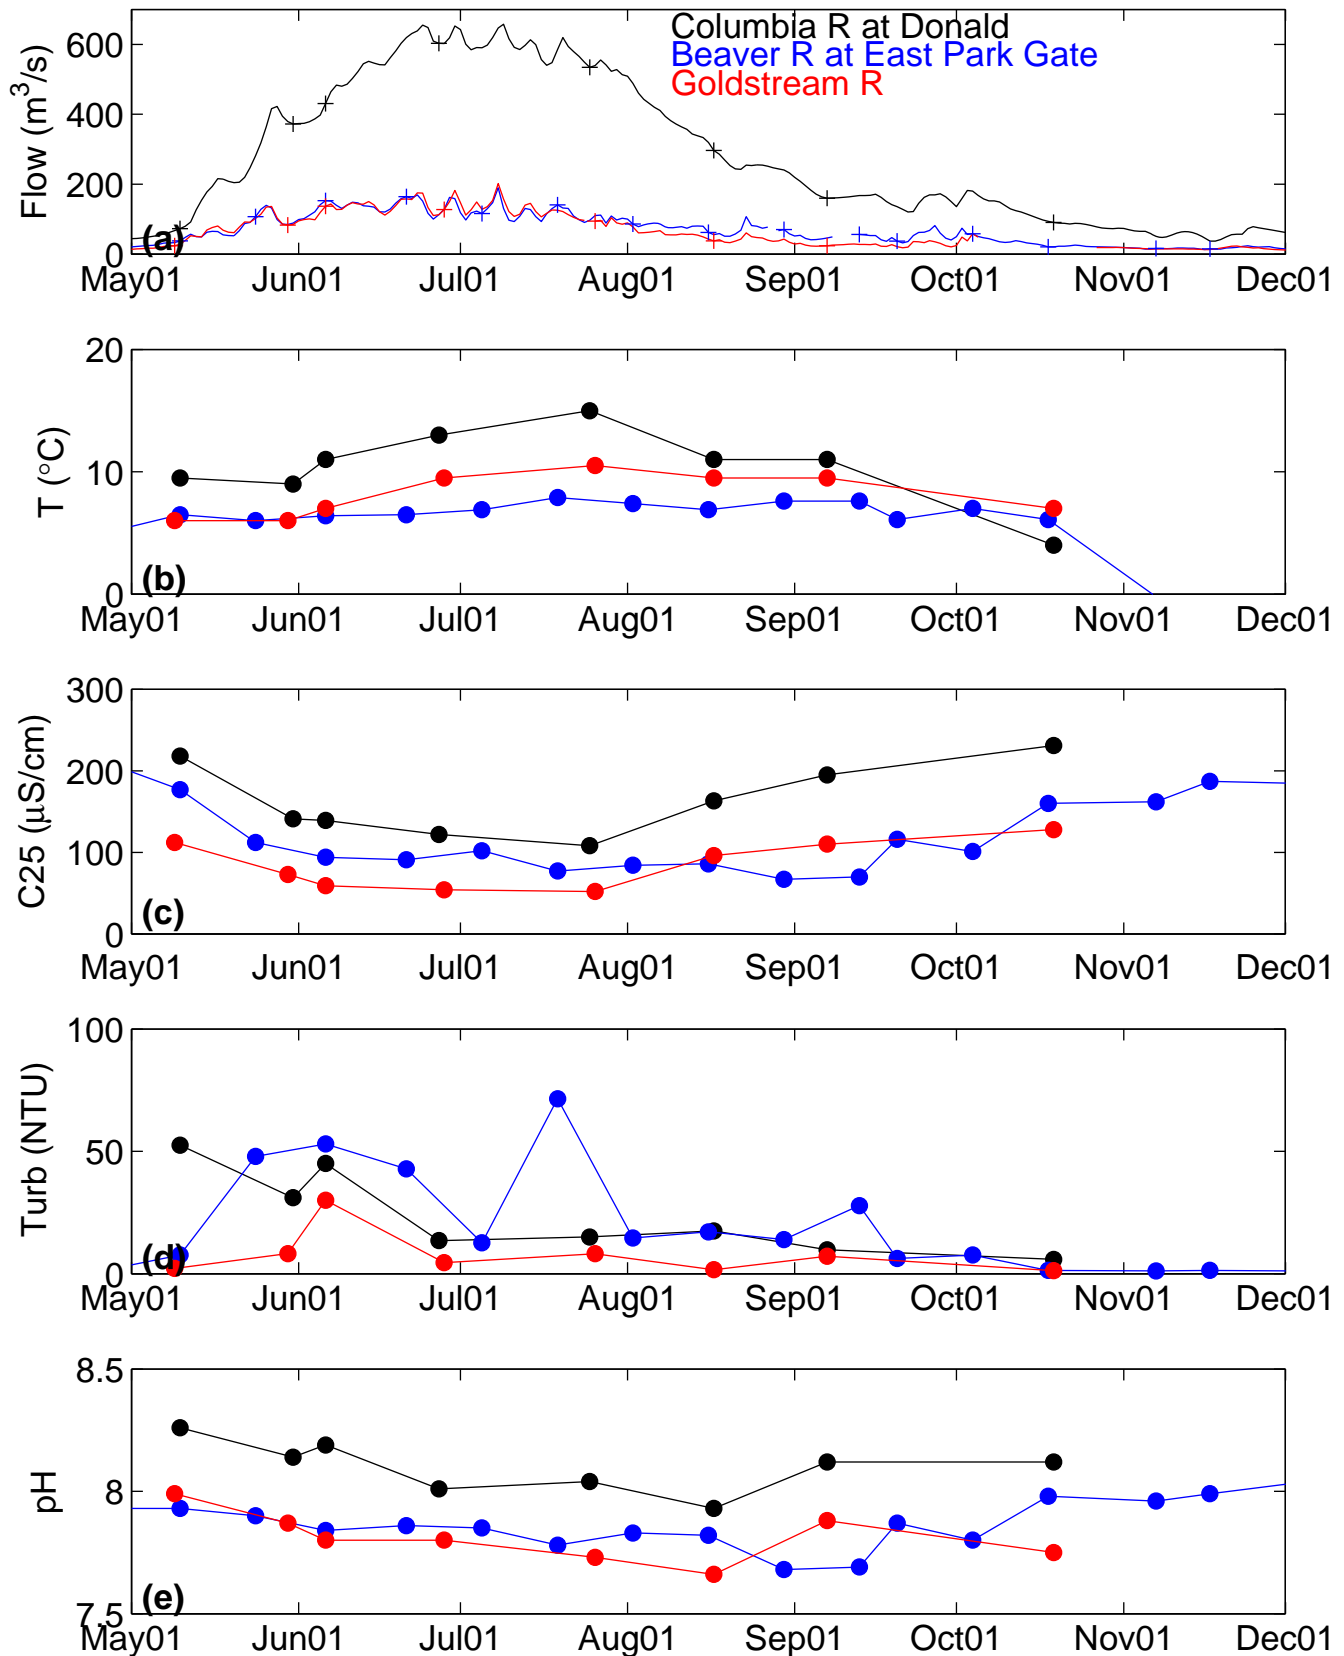 Columbia R at Donald
Beaver R at East Park Gate
Goldstream R
Flow (m³/s)
600
400
200
0
(a)
May01 Jun01 Jul01 Aug01 Sep01 Oct01 Nov01 Dec01
T (°C)
20
10
0
(b)
May01 Jun01 Jul01 Aug01 Sep01 Oct01 Nov01 Dec01
C25 (µS/cm)
300
200
100
0
(c)
May01 Jun01 Jul01 Aug01 Sep01 Oct01 Nov01 Dec01
Turb (NTU)
100
50
0
(d)
May01 Jun01 Jul01 Aug01 Sep01 Oct01 Nov01 Dec01
pH
8.5
8
7.5
(e)
May01 Jun01 Jul01 Aug01 Sep01 Oct01 Nov01 Dec01